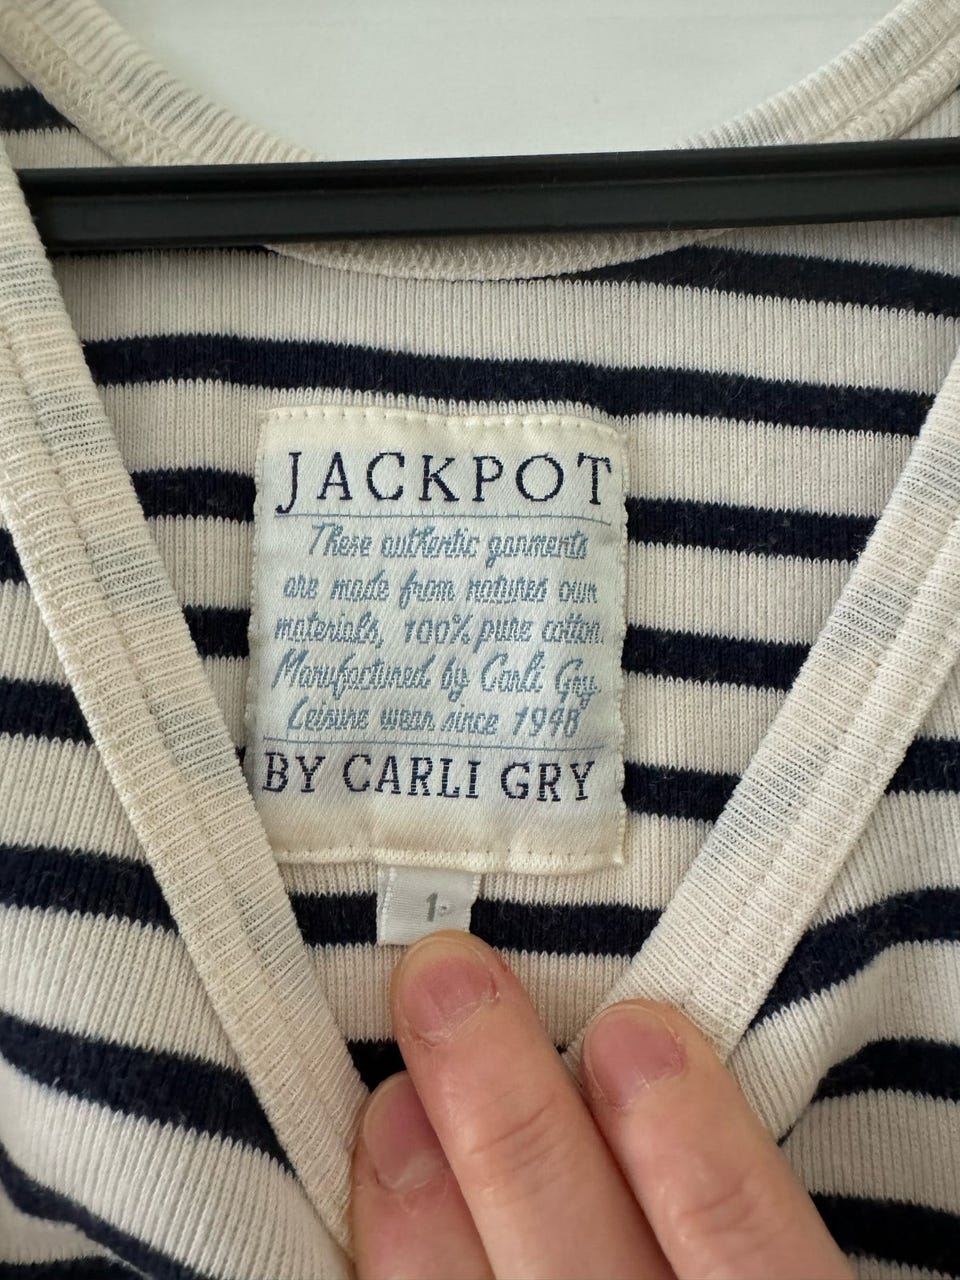 JACKPOT
These authentic garments
are made from natures own
materials, 100% pure cotton.
Manufactured by Carli Gry.
Leisure wear since 1948
BY CARLI GRY
1